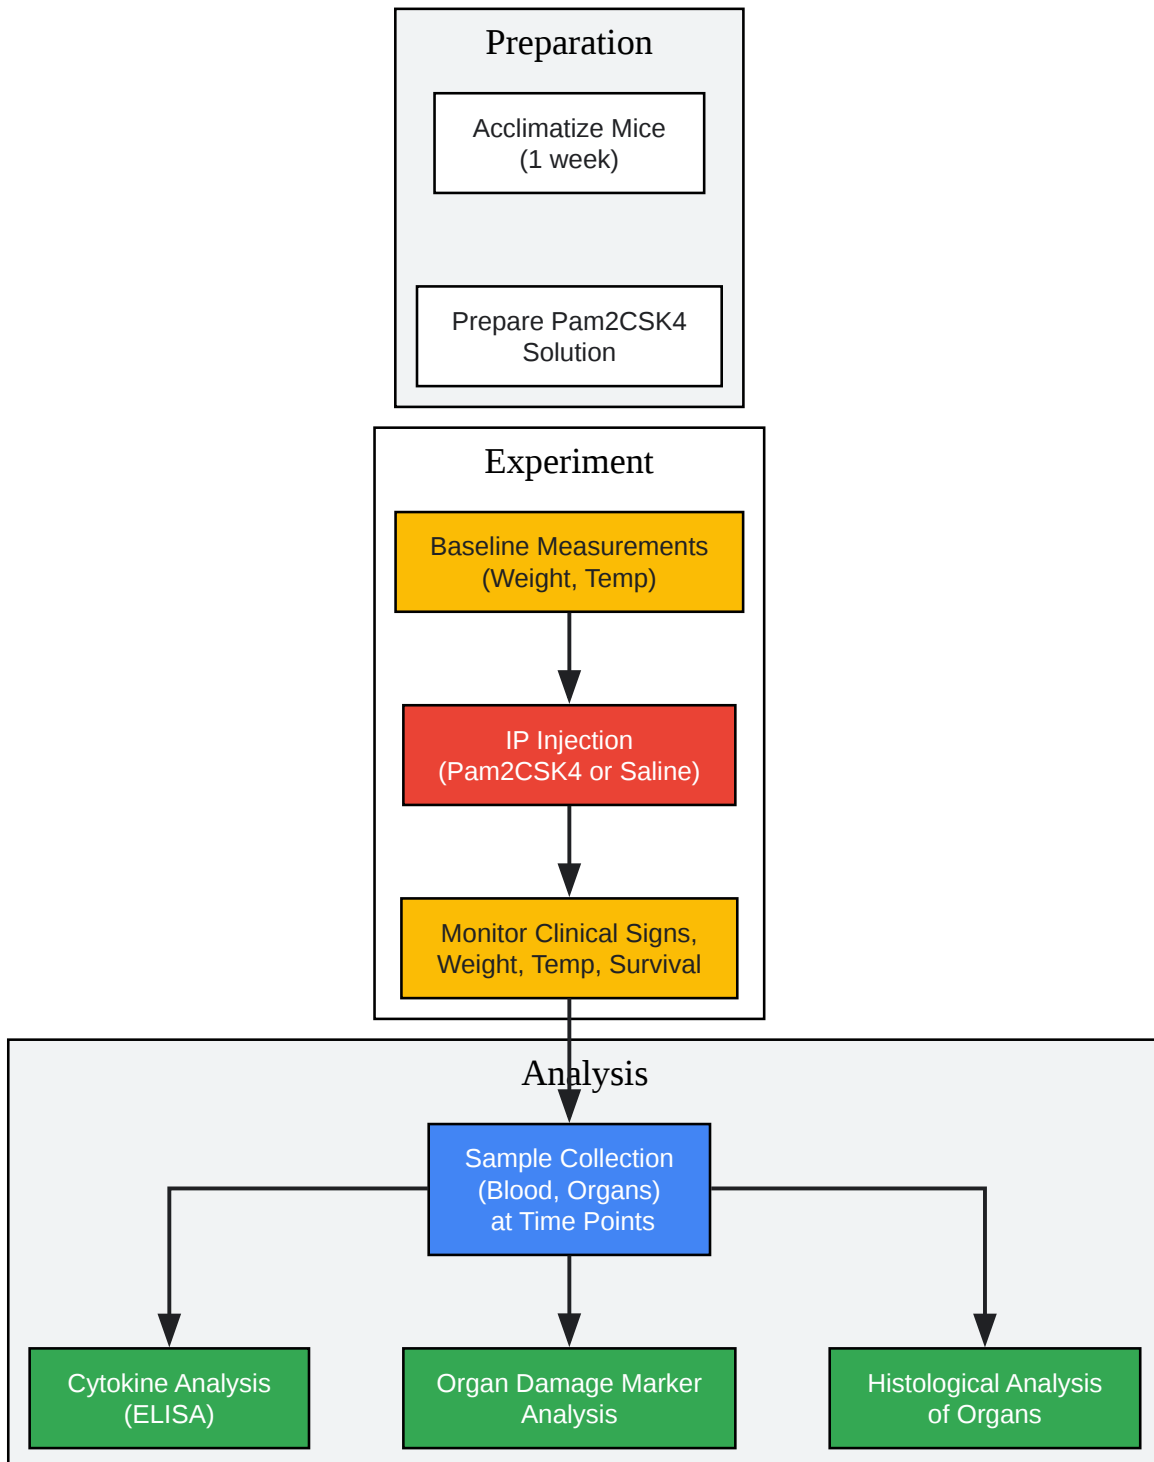 Preparation
Acclimatize Mice
(1 week)
Prepare Pam2CSK4
Solution
Experiment
Baseline Measurements
(Weight, Temp)
IP Injection
(Pam2CSK4 or Saline)
Monitor Clinical Signs,
Weight, Temp, Survival
Analysis
Sample Collection
(Blood, Organs)
at Time Points
Cytokine Analysis
(ELISA)
Organ Damage Marker
Analysis
Histological Analysis
of Organs